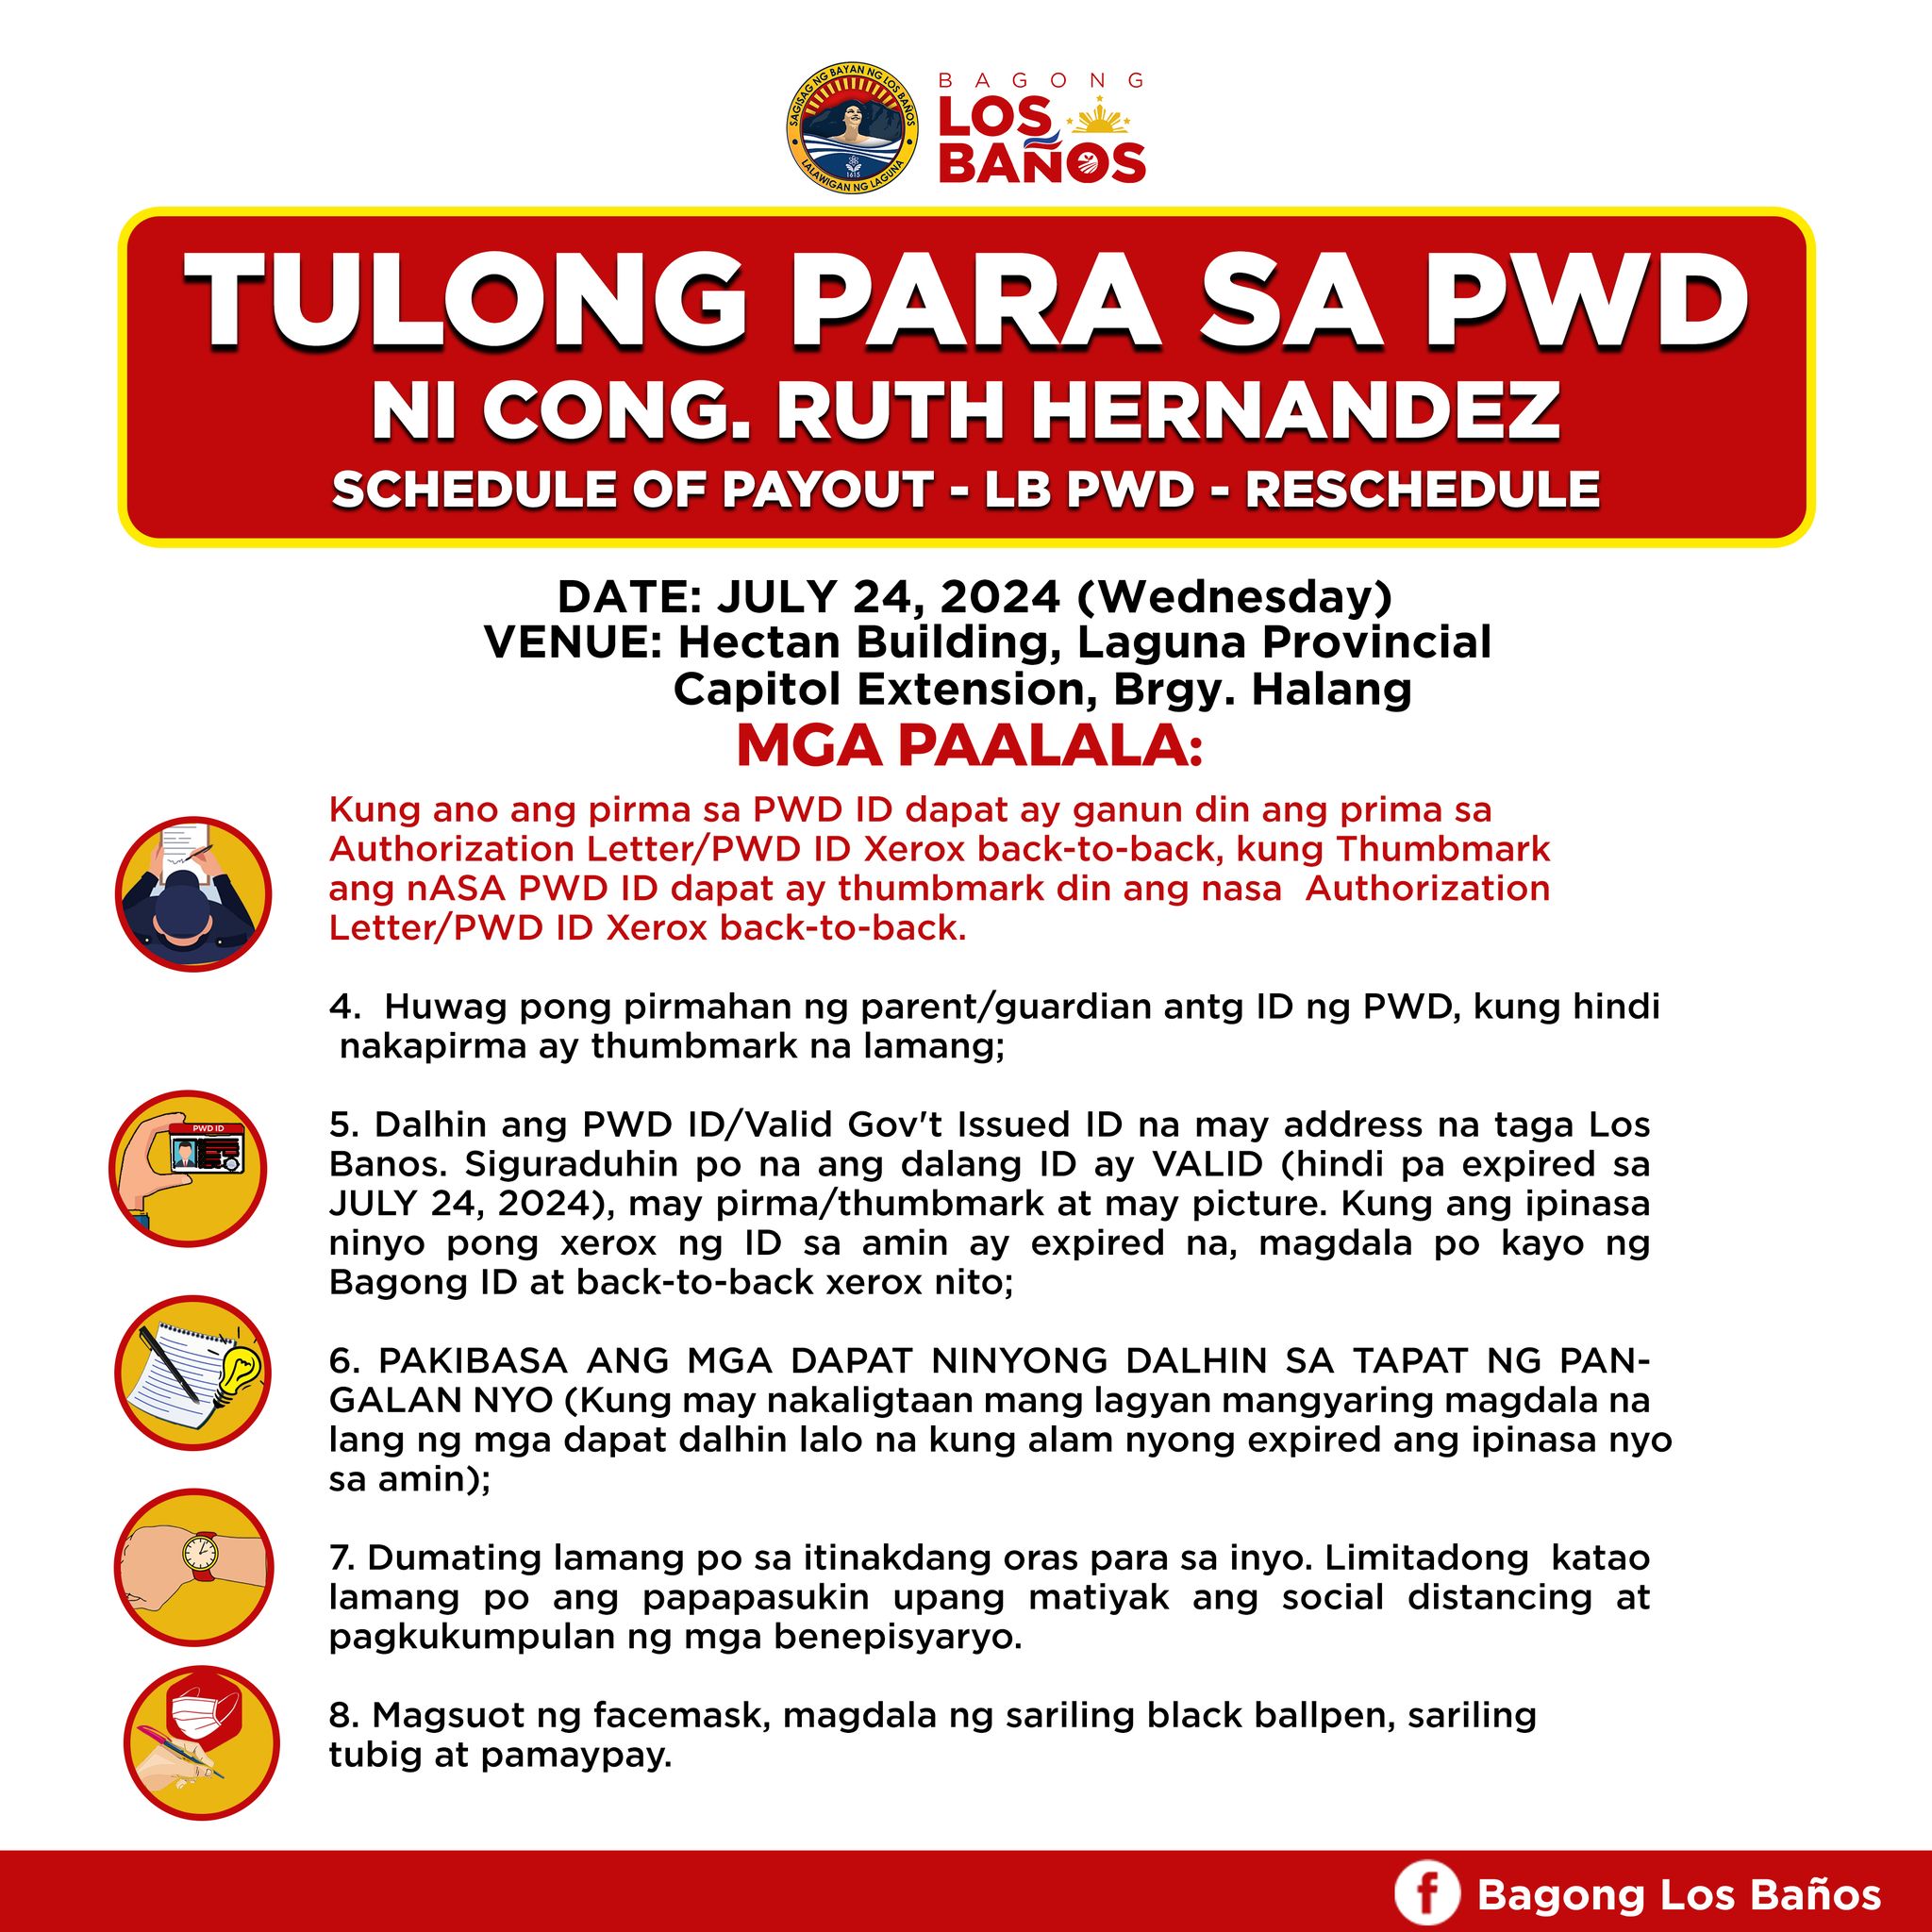 SAGISAG NG BAYAN NG LOS BAÑOS
LALAWIGAN NG LAGUNA
1615
BAGONG
LOS
BAÑOS
TULONG PARA SA PWD
NI CONG. RUTH HERNANDEZ
SCHEDULE OF PAYOUT - LB PWD - RESCHEDULE
DATE: JULY 24, 2024 (Wednesday)
VENUE: Hectan Building, Laguna Provincial
Capitol Extension, Brgy. Halang
MGA PAALALA:
Kung ano ang pirma sa PWD ID dapat ay ganun din ang prima sa
Authorization Letter/PWD ID Xerox back-to-back, kung Thumbmark
ang nASA PWD ID dapat ay thumbmark din ang nasa Authorization
Letter/PWD ID Xerox back-to-back.
4. Huwag pong pirmahan ng parent/guardian antg ID ng PWD, kung hindi
nakapirma ay thumbmark na lamang;
PWD ID
5. Dalhin ang PWD ID/Valid Gov't Issued ID na may address na taga Los
Banos. Siguraduhin po na ang dalang ID ay VALID (hindi pa expired sa
JULY 24, 2024), may pirma/thumbmark at may picture. Kung ang ipinasa
ninyo pong xerox ng ID sa amin ay expired na, magdala po kayo ng
Bagong ID at back-to-back xerox nito;
6. PAKIBASA ANG MGA DAPAT NINYONG DALHIN SA TAPAT NG PAN-
GALAN NYO (Kung may nakaligtaan mang lagyan mangyaring magdala na
lang ng mga dapat dalhin lalo na kung alam nyong expired ang ipinasa nyo
sa amin);
7. Dumating lamang po sa itinakdang oras para sa inyo. Limitadong katao
lamang po ang papapasukin upang matiyak ang social distancing at
pagkukumpulan ng mga benepisyaryo.
8. Magsuot ng facemask, magdala ng sariling black ballpen, sariling
tubig at pamaypay.
f Bagong Los Baños